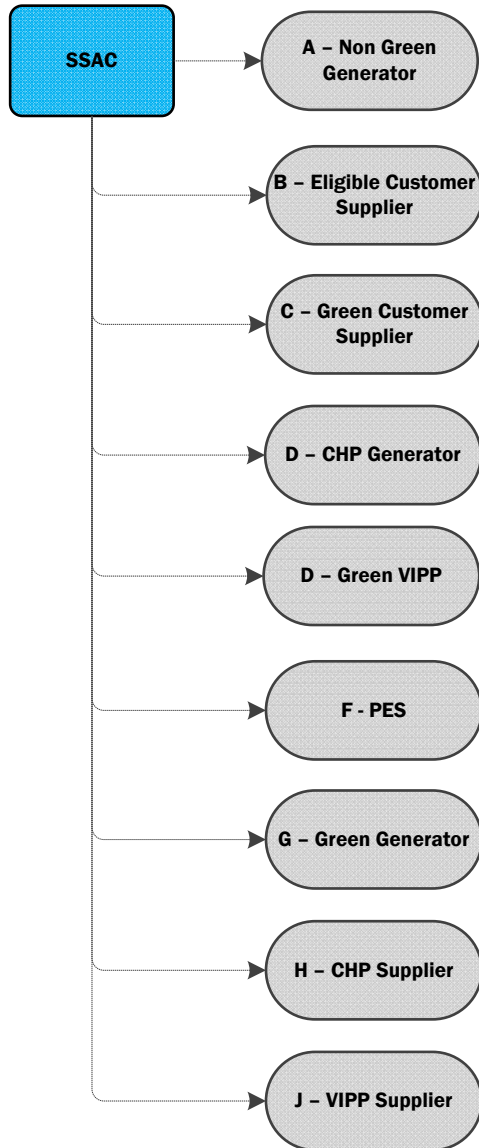 SSAC
A – Non Green
Generator
B – Eligible Customer
Supplier
C – Green Customer
Supplier
D – CHP Generator
D – Green VIPP
F - PES
G – Green Generator
H – CHP Supplier
J – VIPP Supplier